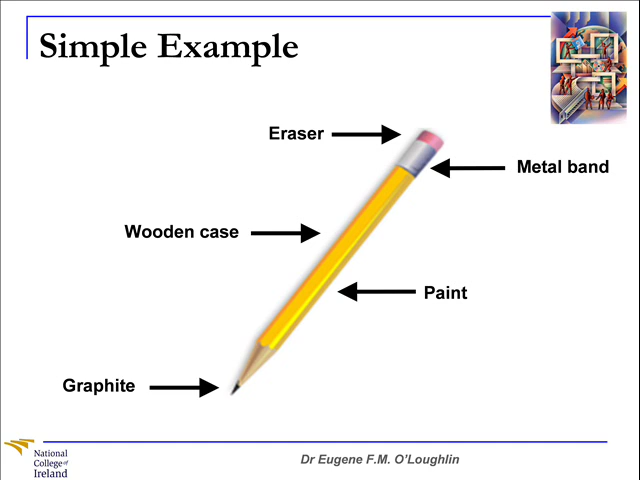 Simple Example
Eraser
Metal band
Wooden case
Paint
Graphite
National
College of
Ireland
Dr Eugene F.M. O'Loughlin